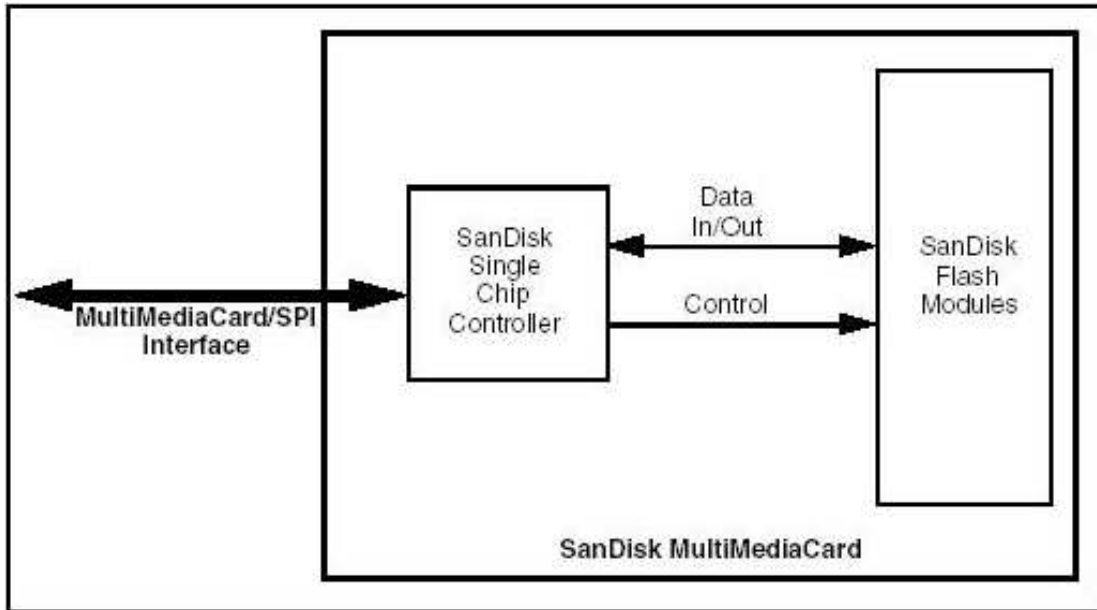 MultiMediaCard/SPI
Interface
SanDisk
Single
Chip
Controller
Data
In/Out
Control
SanDisk
Flash
Modules
SanDisk MultiMediaCard